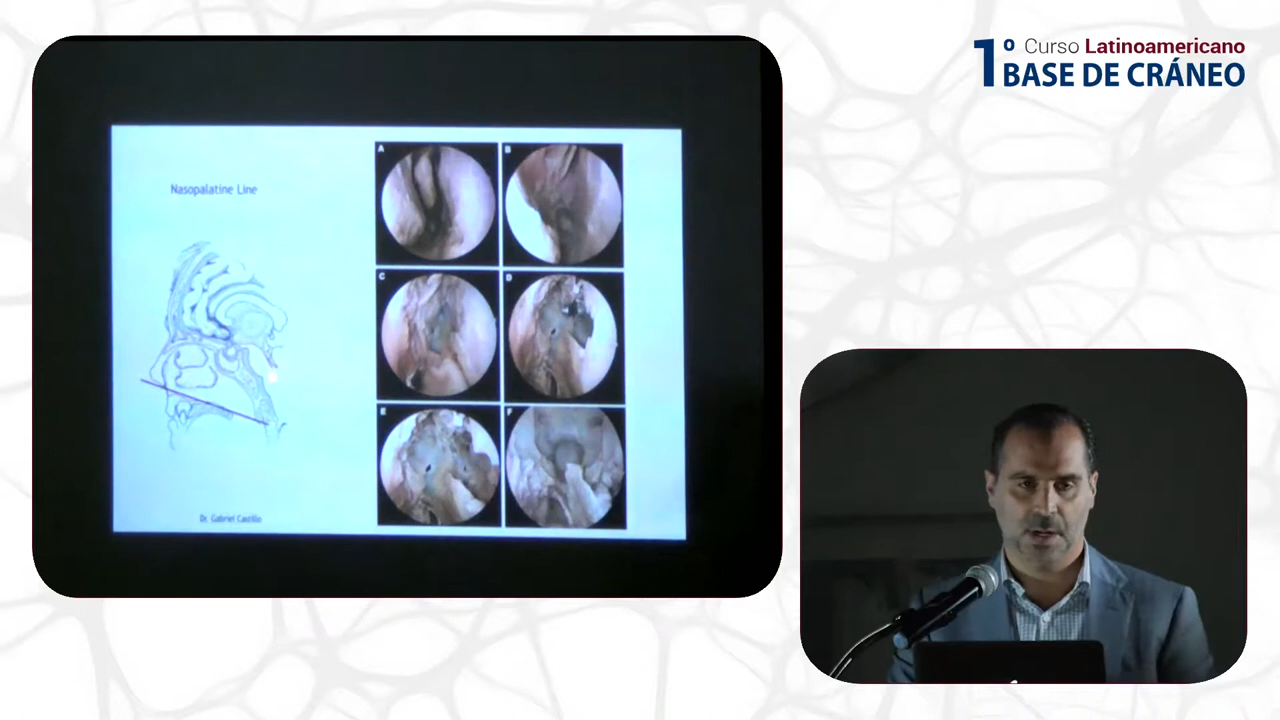 1º Curso Latinoamericano
BASE DE CRÁNEO
Nasopalatine Line
A
B
C
D
E
F
Dr. Gabriel Castillo